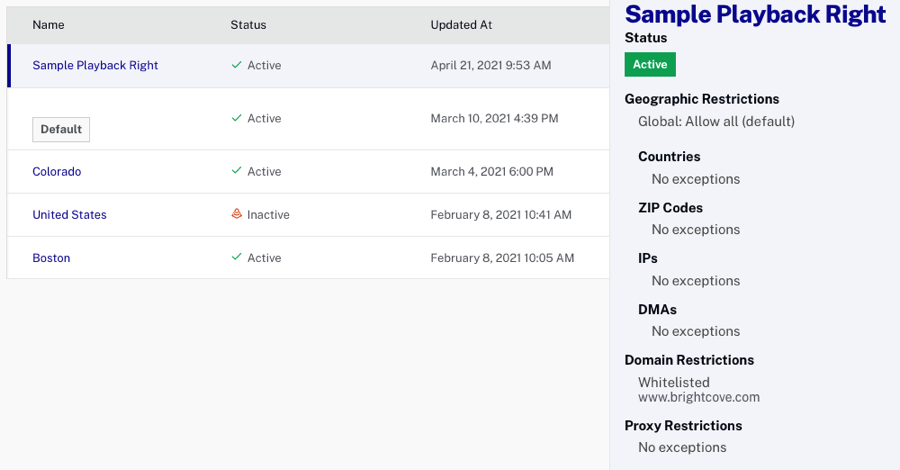 Name Status Updated At
Sample Playback Right Active April 21, 2021 9:53 AM
Active March 10, 2021 4:39 PM
Default
Colorado Active March 4, 2021 6:00 PM
United States Inactive February 8, 2021 10:41 AM
Boston Active February 8, 2021 10:05 AM
Sample Playback Right
Status
Active
Geographic Restrictions
Global: Allow all (default)
Countries
No exceptions
ZIP Codes
No exceptions
IPs
No exceptions
DMAs
No exceptions
Domain Restrictions
Whitelisted
www.brightcove.com
Proxy Restrictions
No exceptions